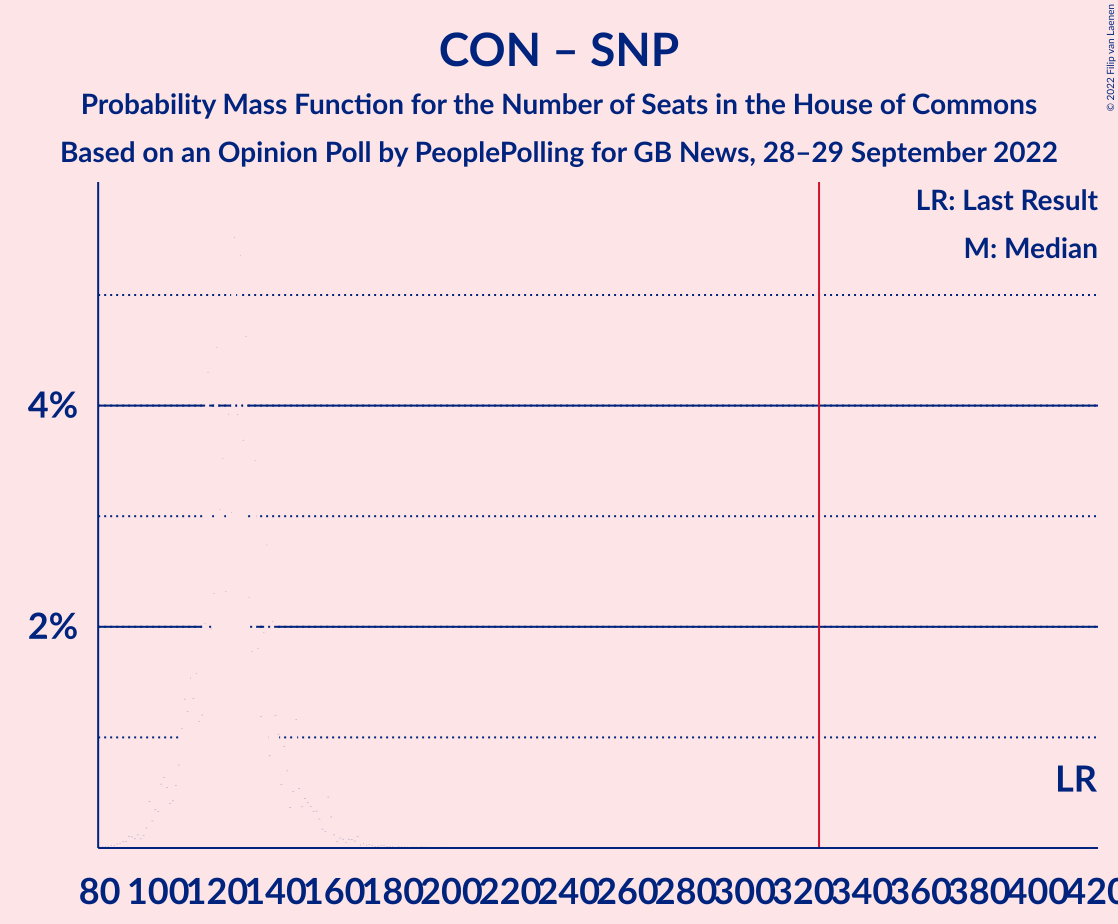 CON – SNP
Probability Mass Function for the Number of Seats in the House of Commons
Based on an Opinion Poll by PeoplePolling for GB News, 28–29 September 2022
© 2022 Filip van Laenen
LR: Last Result
M: Median
4%
2%
LR
80 100 120 140 160 180 200 220 240 260 280 300 320 340 360 380 400 420